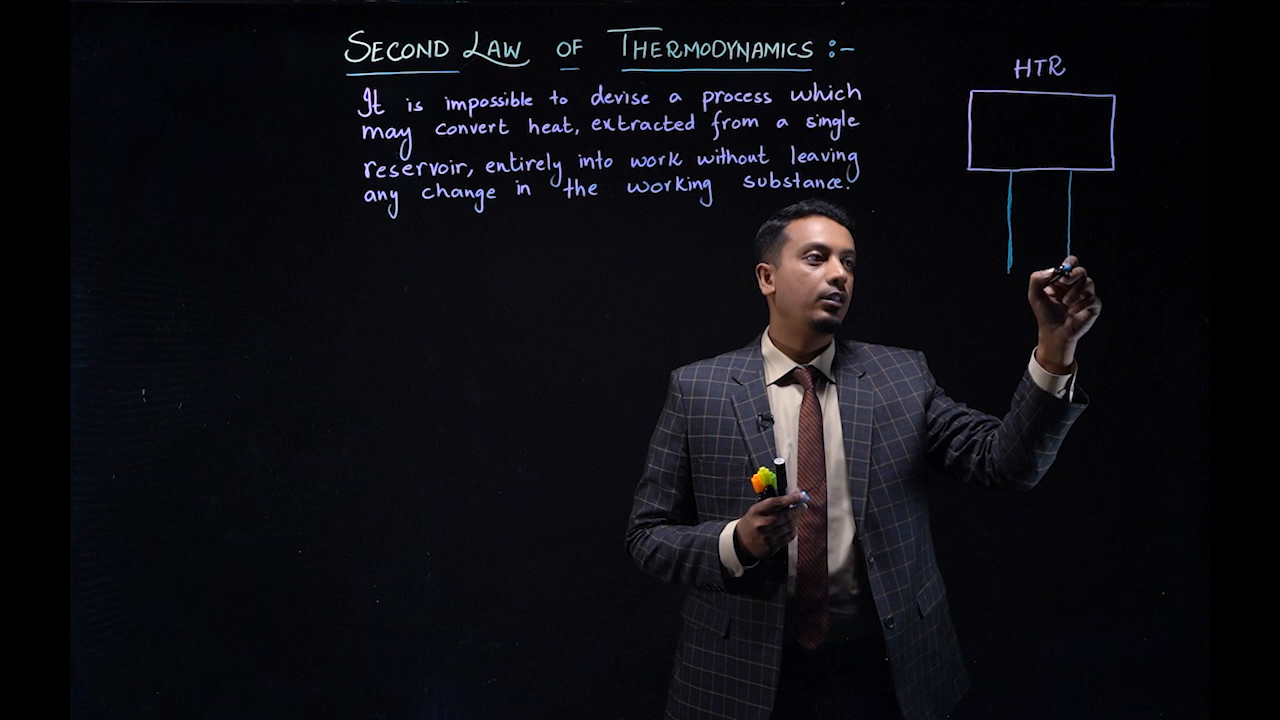 SECOND LAW OF THERMODYNAMICS :-
HTR
It is impossible to devise a process which
may convert heat, extracted from a single
reservoir, entirely into work without leaving
any change in the working substance.